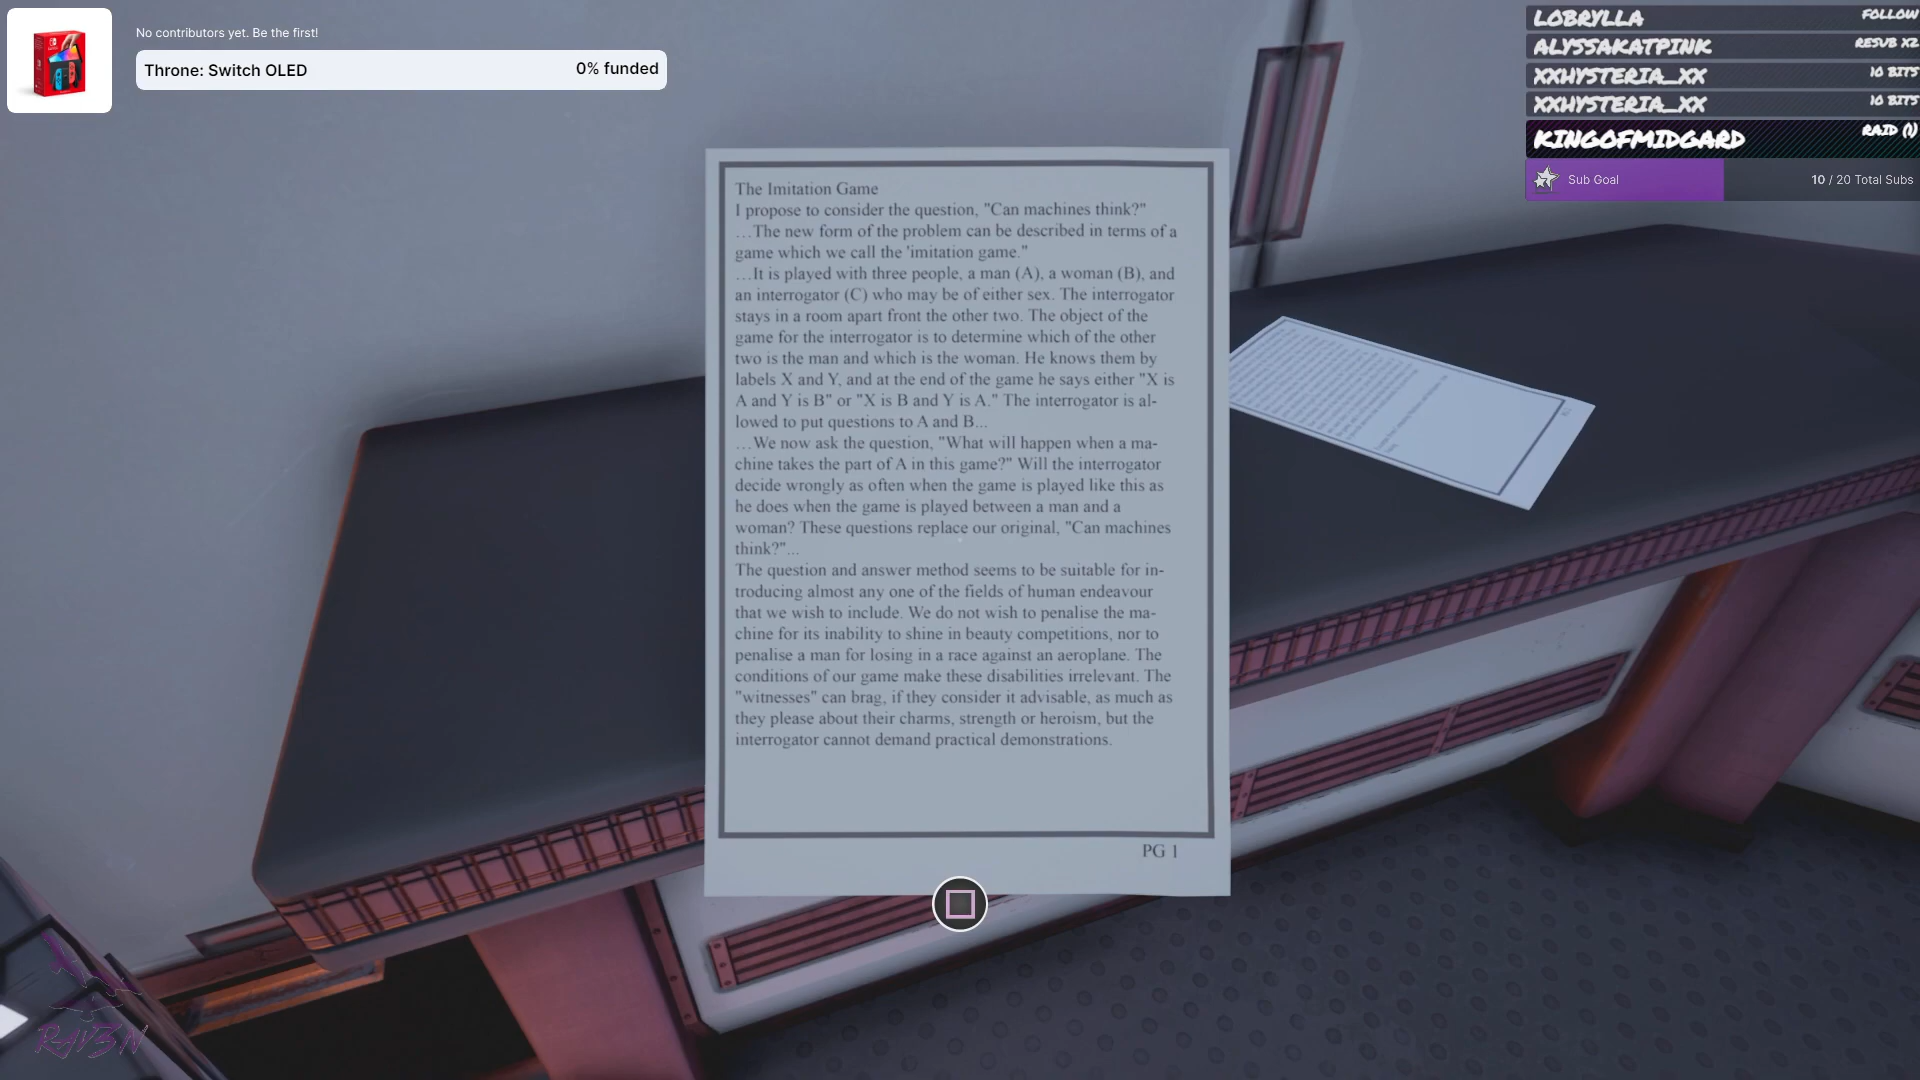 No contributors yet. Be the first!
Throne: Switch OLED
0% funded
LOBRYLLA
FOLLOW
ALYSSAKATPINK
RESUB X2
XXHYSTERIA_XX
10 BITS
XXHYSTERIA_XX
10 BITS
KINGOFMIDGARD
RAID (1)
Sub Goal
10 / 20 Total Subs
The Imitation Game
I propose to consider the question, "Can machines think?"
…The new form of the problem can be described in terms of a
game which we call the 'imitation game."
…It is played with three people, a man (A), a woman (B), and
an interrogator (C) who may be of either sex. The interrogator
stays in a room apart front the other two. The object of the
game for the interrogator is to determine which of the other
two is the man and which is the woman. He knows them by
labels X and Y, and at the end of the game he says either "X is
A and Y is B" or "X is B and Y is A." The interrogator is al-
lowed to put questions to A and B...
…We now ask the question, "What will happen when a ma-
chine takes the part of A in this game?" Will the interrogator
decide wrongly as often when the game is played like this as
he does when the game is played between a man and a
woman? These questions replace our original, "Can machines
think?"...
The question and answer method seems to be suitable for in-
troducing almost any one of the fields of human endeavour
that we wish to include. We do not wish to penalise the ma-
chine for its inability to shine in beauty competitions, nor to
penalise a man for losing in a race against an aeroplane. The
conditions of our game make these disabilities irrelevant. The
"witnesses" can brag, if they consider it advisable, as much as
they please about their charms, strength or heroism, but the
interrogator cannot demand practical demonstrations.
PG 1
RAV3N